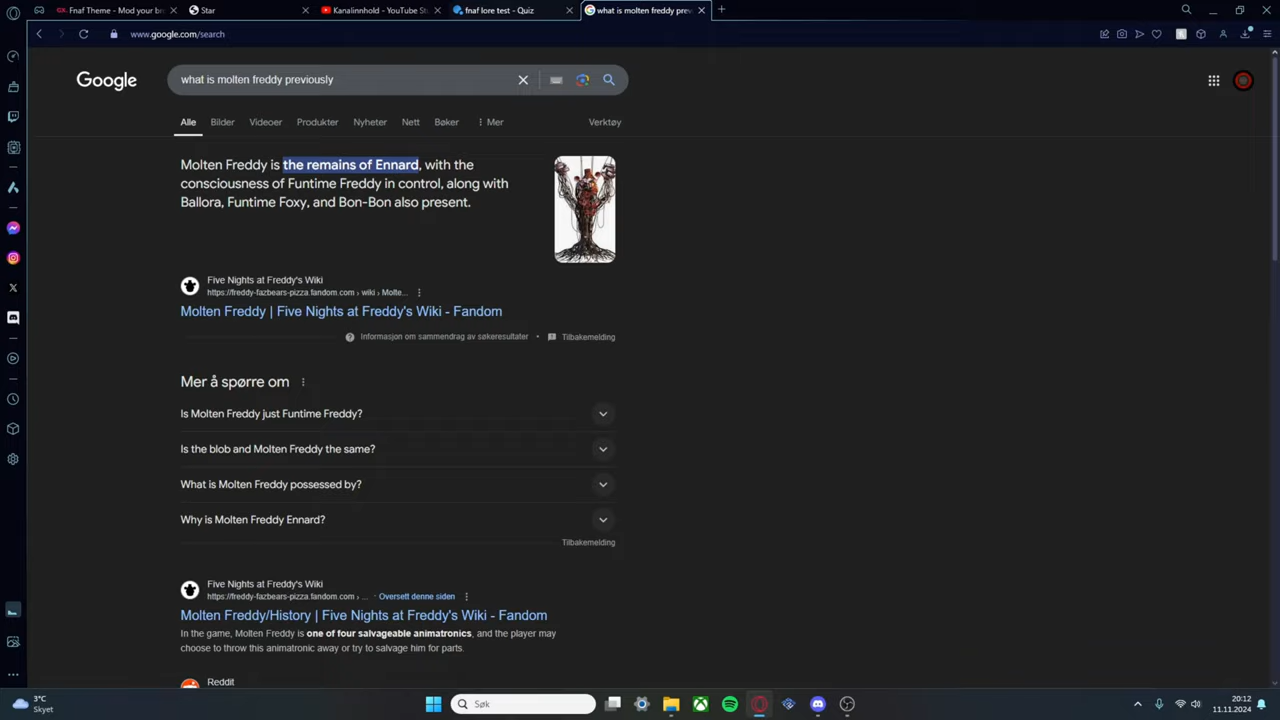 Fnaf Theme - Mod your br
Star
Kanalinnhold - YouTube St
fnaf lore test - Quiz
what is molten freddy prev
www.google.com/search
Google
what is molten freddy previously
Alle
Bilder
Videoer
Produkter
Nyheter
Nett
Bøker
Mer
Verktøy
Molten Freddy is the remains of Ennard, with the
consciousness of Funtime Freddy in control, along with
Ballora, Funtime Foxy, and Bon-Bon also present.
Five Nights at Freddy's Wiki
https://freddy-fazbears-pizza.fandom.com › wiki › Molte...
Molten Freddy | Five Nights at Freddy's Wiki - Fandom
Informasjon om sammendrag av søkeresultater • Tilbakemelding
Mer å spørre om
Is Molten Freddy just Funtime Freddy?
Is the blob and Molten Freddy the same?
What is Molten Freddy possessed by?
Why is Molten Freddy Ennard?
Tilbakemelding
Five Nights at Freddy's Wiki
https://freddy-fazbears-pizza.fandom.com › ... · Oversett denne siden
Molten Freddy/History | Five Nights at Freddy's Wiki - Fandom
In the game, Molten Freddy is one of four salvageable animatronics, and the player may
choose to throw this animatronic away or try to salvage him for parts.
Reddit
3°C
Skyet
Søk
20:12
11.11.2024